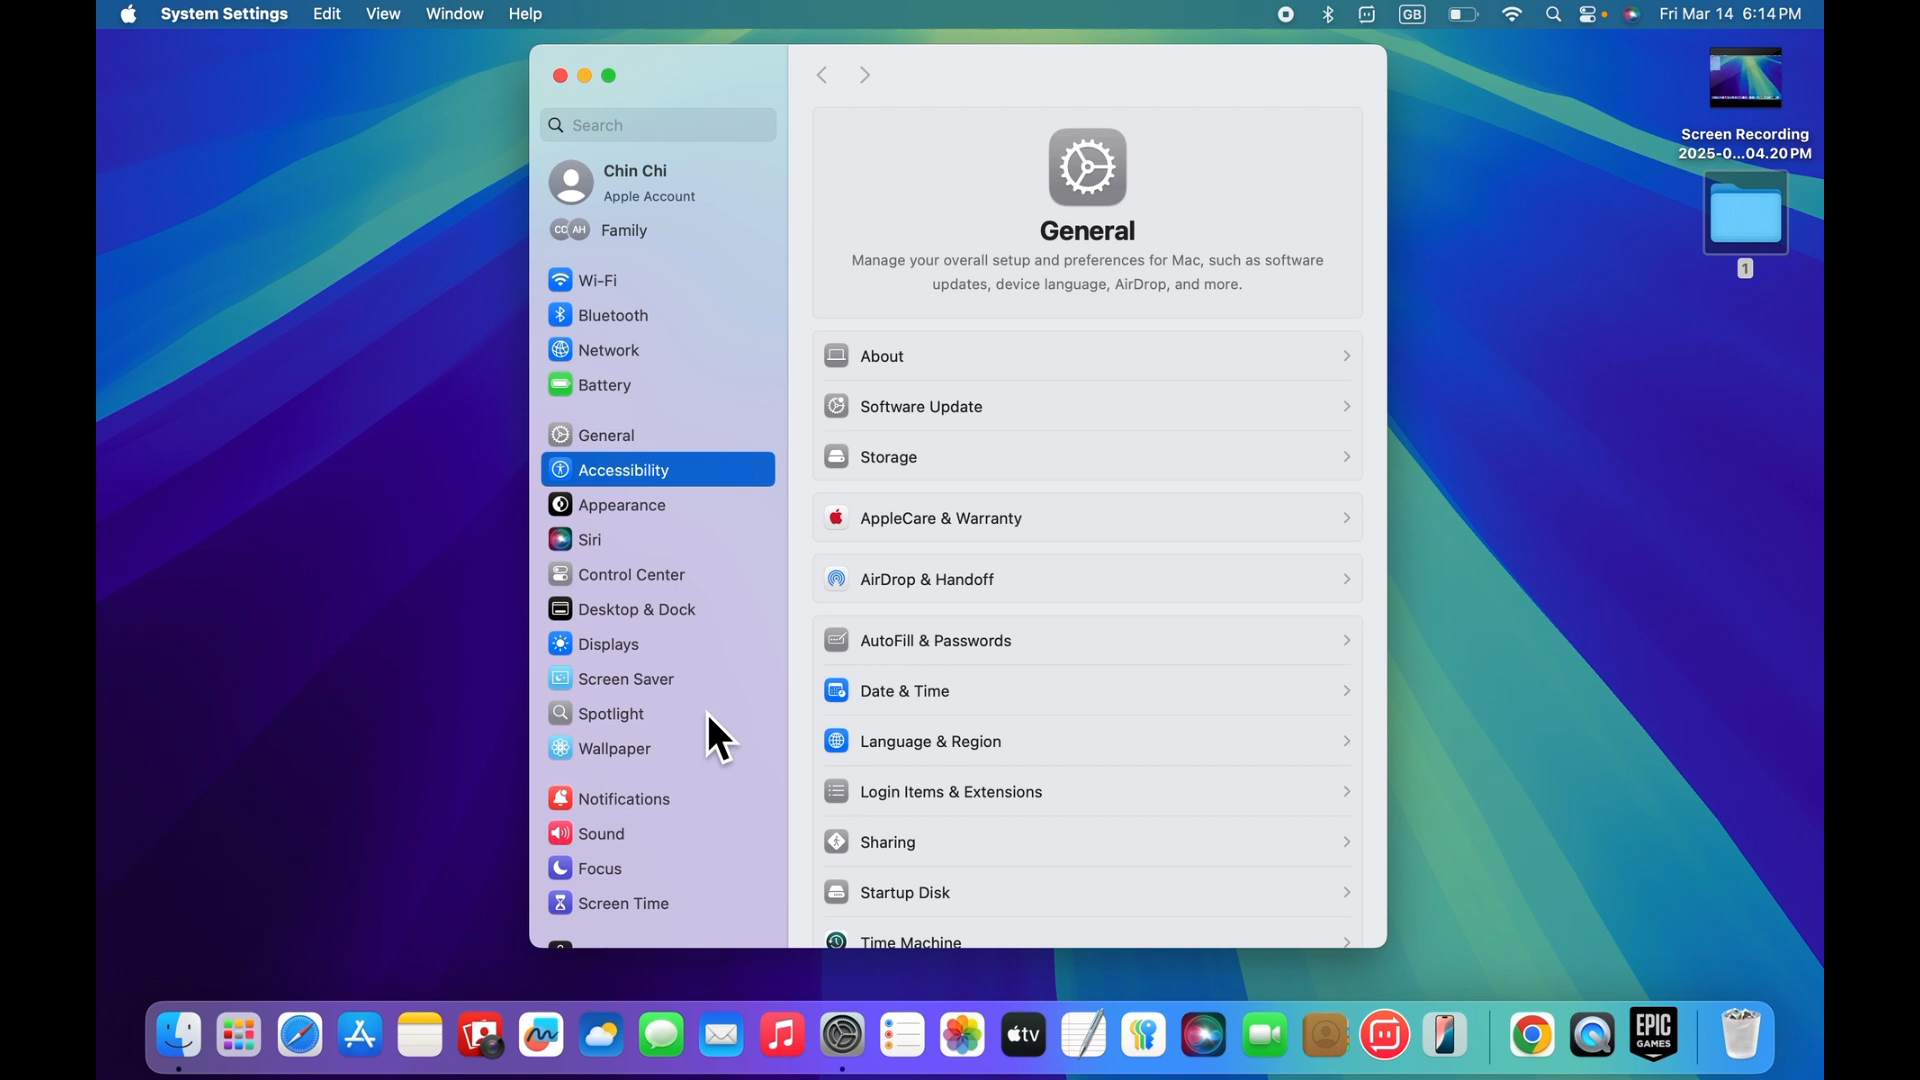 System Settings Edit View Window Help
GB
Fri Mar 14 6:14 PM
Search
Chin Chi
Apple Account
CC AH Family
Wi-Fi
Bluetooth
Network
Battery
General
Accessibility
Appearance
Siri
Control Center
Desktop & Dock
Displays
Screen Saver
Spotlight
Wallpaper
Notifications
Sound
Focus
Screen Time
General
Manage your overall setup and preferences for Mac, such as software
updates, device language, AirDrop, and more.
About
Software Update
Storage
AppleCare & Warranty
AirDrop & Handoff
AutoFill & Passwords
Date & Time
Language & Region
Login Items & Extensions
Sharing
Startup Disk
Time Machine
Screen Recording
2025-0...04.20 PM
1
tv
EPIC
GAMES